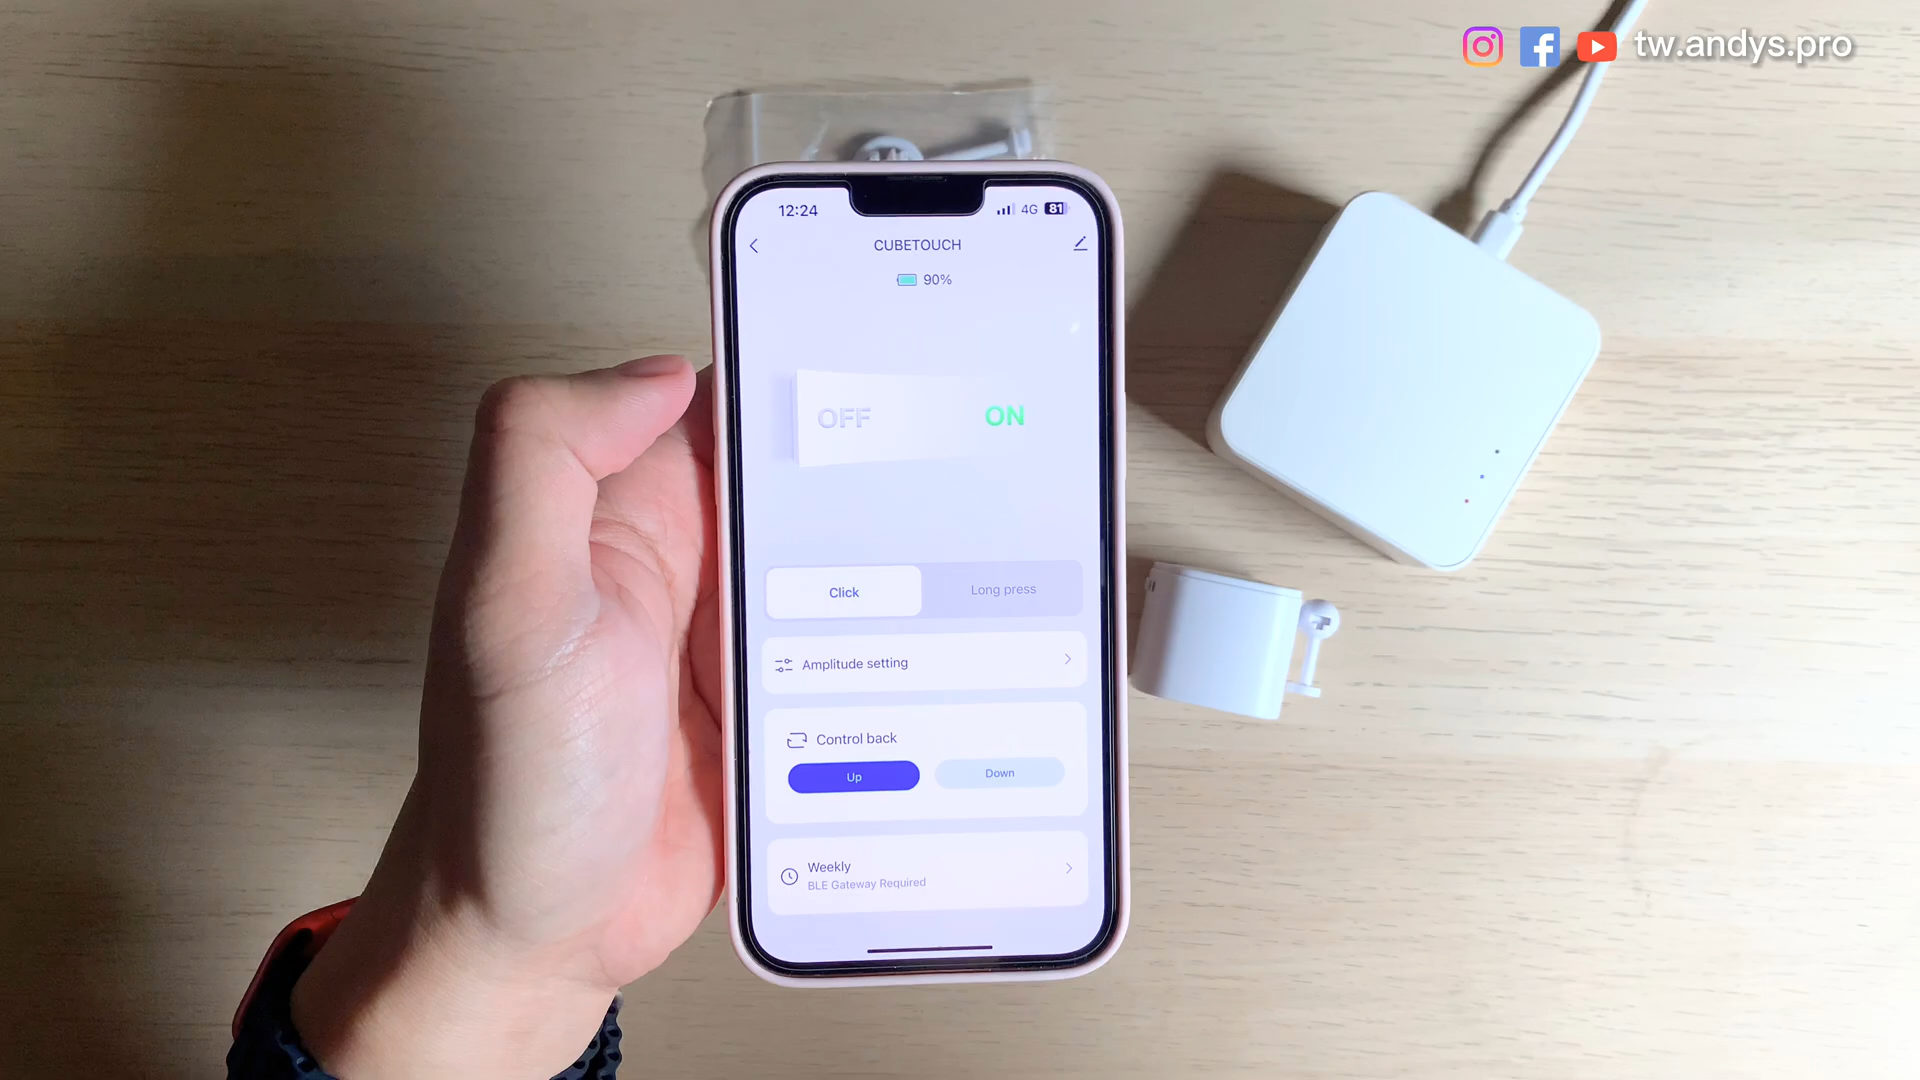 tw.andys.pro
12:24
4G 81
CUBETOUCH
90%
OFF ON
Click Long press
Amplitude setting
Control back
Up Down
Weekly
BLE Gateway Required